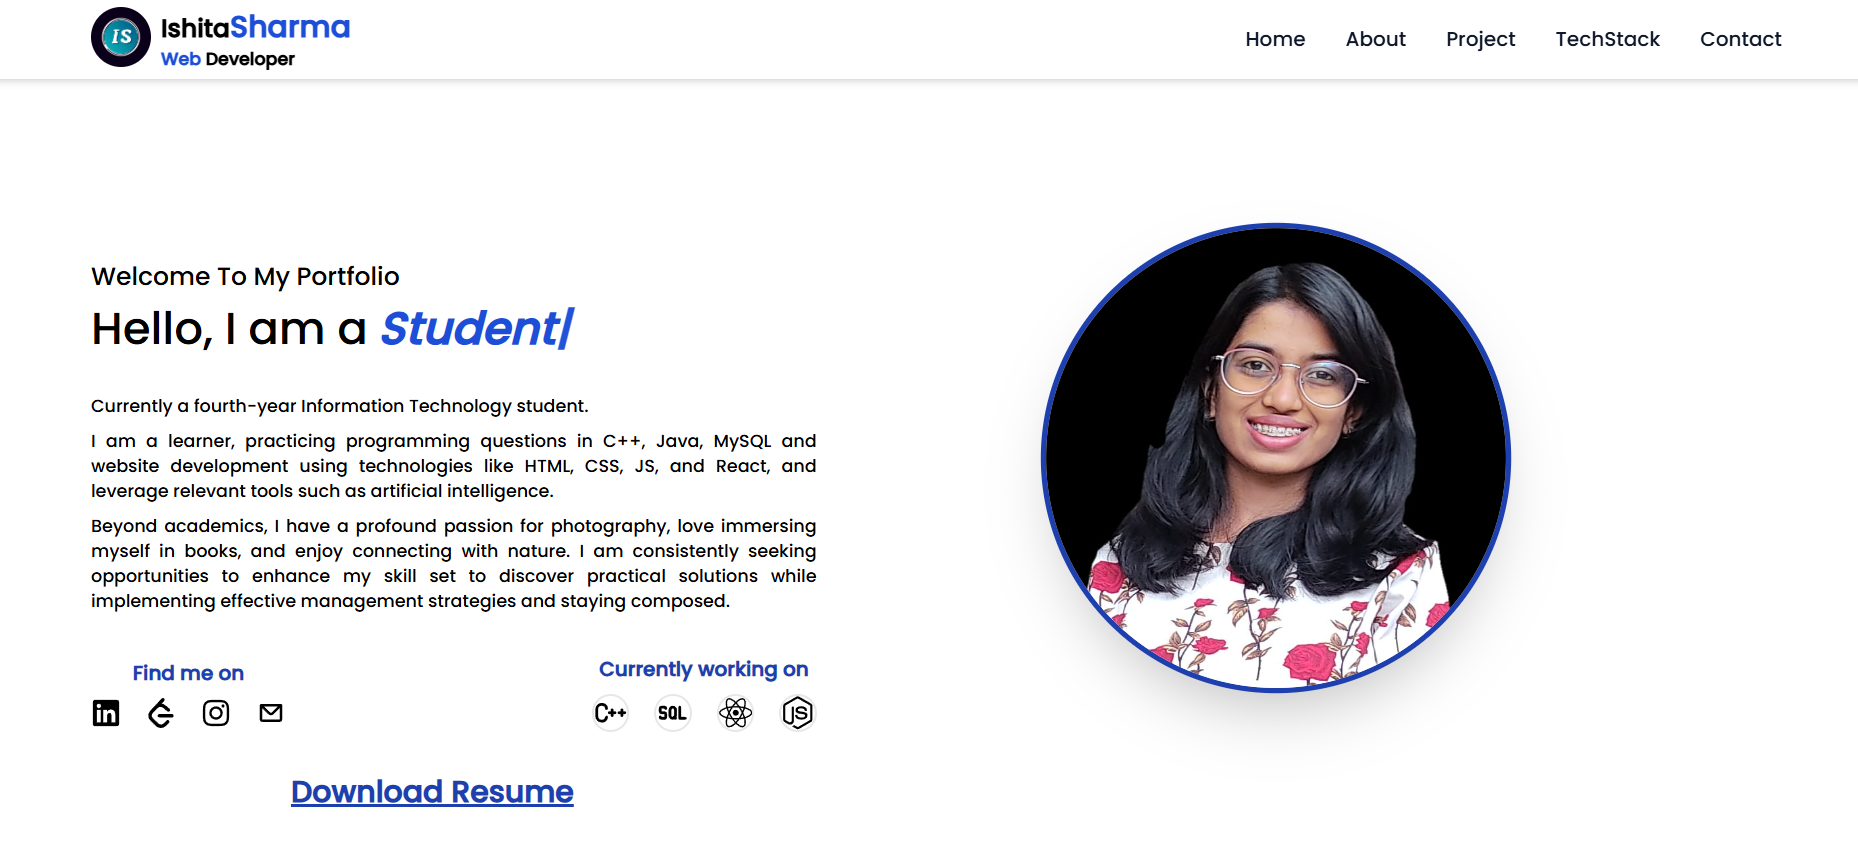 IS
IshitaSharma
Web Developer
Home About Project TechStack Contact
Welcome To My Portfolio
Hello, I am a Student|
Currently a fourth-year Information Technology student.
I am a learner, practicing programming questions in C++, Java, MySQL and
website development using technologies like HTML, CSS, JS, and React, and
leverage relevant tools such as artificial intelligence.
Beyond academics, I have a profound passion for photography, love immersing
myself in books, and enjoy connecting with nature. I am consistently seeking
opportunities to enhance my skill set to discover practical solutions while
implementing effective management strategies and staying composed.
Find me on
in
Currently working on
C++ SQL JS
Download Resume